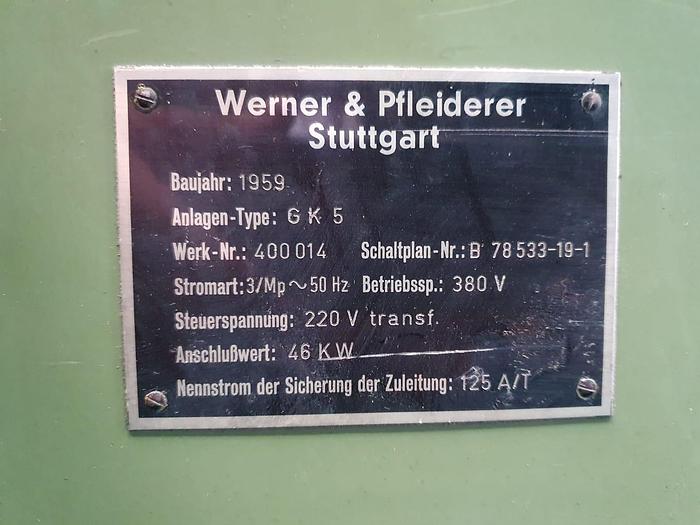 Werner & Pfleiderer
Stuttgart
Baujahr: 1959
Anlagen-Type: G K 5
Werk-Nr.: 400 014 Schaltplan-Nr.: B 78 533-19-1
Stromart: 3/Mp ~ 50 Hz Betriebssp.: 380 V
Steuerspannung: 220 V transf.
Anschlußwert: 46 KW
Nennstrom der Sicherung der Zuleitung: 125 A/T